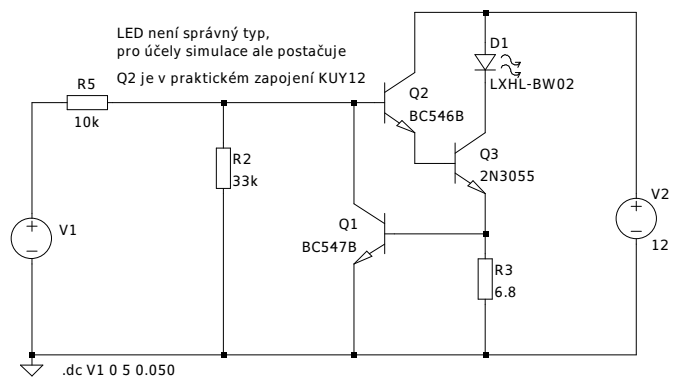 LED není správný typ,
pro účely simulace ale postačuje
Q2 je v praktickém zapojení KUY12
D1
LXHL-BW02
R5
10k
Q2
BC546B
R2
33k
Q3
2N3055
V1
Q1
BC547B
V2
12
R3
6.8
.dc V1 0 5 0.050